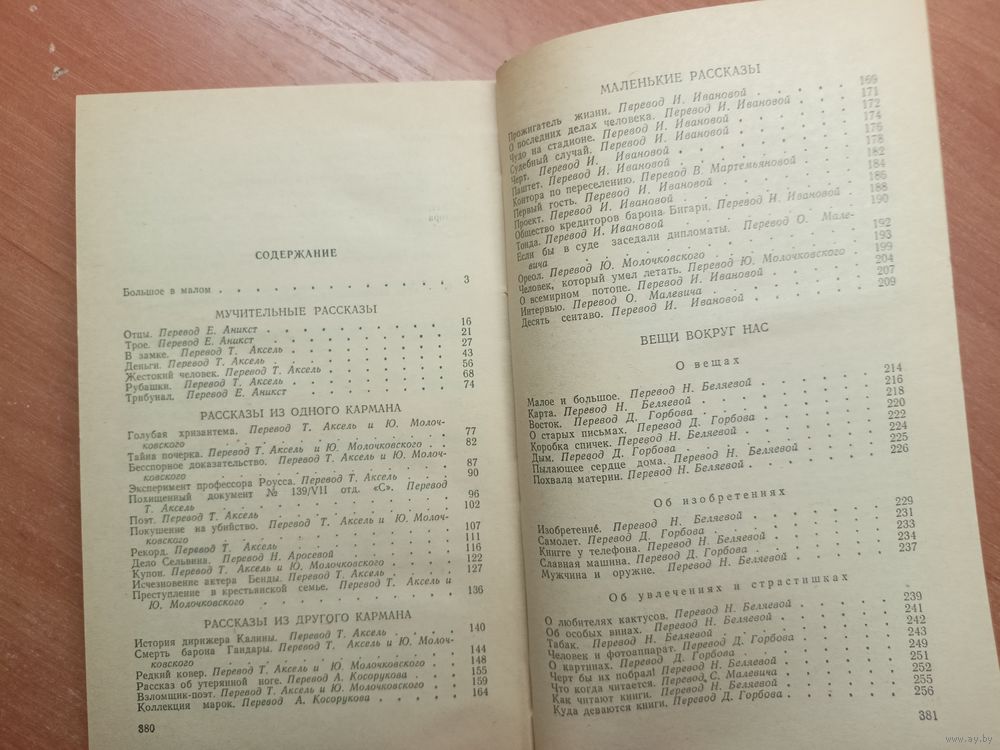 СОДЕРЖАНИЕ
Большое в малом . . . . . . . . . . . . 3
МУЧИТЕЛЬНЫЕ РАССКАЗЫ
Отцы. Перевод Е. Аникст . . . . . . . . 16
Трое. Перевод Е. Аникст . . . . . . . . 21
В замке. Перевод Т. Аксель . . . . . . . 27
Деньги. Перевод Т. Аксель . . . . . . . 43
Жестокий человек. Перевод Т. Аксель . . . . 56
Рубашки. Перевод Т. Аксель . . . . . . . 68
Трибунал. Перевод Е. Аникст . . . . . . . 74
РАССКАЗЫ ИЗ ОДНОГО КАРМАНА
Голубая хризантема. Перевод Т. Аксель и Ю. Молоч-
ковского . . . . . . . . . . . . 77
Тайна почерка. Перевод Т. Аксель и Ю. Молочковского 82
Бесспорное доказательство. Перевод Т. Аксель и Ю. Молоч-
ковского . . . . . . . . . . . . 87
Эксперимент профессора Роусса. Перевод Т. Аксель . . 90
Похищенный документ № 139/VII отд. «С». Перевод
Т. Аксель . . . . . . . . . . . . 96
Поэт. Перевод Т. Аксель . . . . . . . . 102
Покушение на убийство. Перевод Т. Аксель и Ю. Молоч-
ковского . . . . . . . . . . . . 107
Рекорд. Перевод Т. Аксель . . . . . . . 111
Дело Сельвина. Перевод Н. Аросевой . . . . 116
Купон. Перевод Т. Аксель и Ю. Молочковского . . . 122
Исчезновение актера Бенды. Перевод Т. Аксель . . . 127
Преступление в крестьянской семье. Перевод Т. Аксель и
Ю. Молочковского . . . . . . . . . 136
РАССКАЗЫ ИЗ ДРУГОГО КАРМАНА
История дирижера Калины. Перевод Т. Аксель . . . 140
Смерть барона Гандары. Перевод Т. Аксель и Ю. Молоч-
ковского . . . . . . . . . . . . 144
Редкий ковер. Перевод Т. Аксель и Ю. Молочковского . 148
Рассказ об утерянной ноге. Перевод А. Косорукова . . 155
Взломщик-поэт. Перевод Т. Аксель и Ю. Молочковского . 159
Коллекция марок. Перевод А. Косорукова . . . . 164
380
МАЛЕНЬКИЕ РАССКАЗЫ
Прожигатель жизни. Перевод И. Ивановой . . . . 169
О последних делах человека. Перевод И. Ивановой . . 171
Чудо на стадионе. Перевод И. Ивановой . . . . 172
Судебный случай. Перевод И. Ивановой . . . . 174
Черт. Перевод И. Ивановой . . . . . . . 176
Паштет. Перевод И. Ивановой . . . . . . 178
Контора по переселению. Перевод В. Мартемьяновой . . 182
Первый гость. Перевод И. Ивановой . . . . . 184
Проект. Перевод И. Ивановой . . . . . . 186
Общество кредиторов барона Бигари. Перевод И. Ивановой 188
Тонда. Перевод И. Ивановой . . . . . . . 190
Если бы в суде заседали дипломаты. Перевод О. Мале-
вича . . . . . . . . . . . . . 192
Ореол. Перевод Ю. Молочковского . . . . . 193
Человек, который умел летать. Перевод Ю. Молочковского . 199
О всемирном потопе. Перевод И. Ивановой . . . . 204
Интервью. Перевод О. Малевича . . . . . . 207
Десять сентаво. Перевод И. Ивановой . . . . . 209
ВЕЩИ ВОКРУГ НАС
О вещах
Малое и большое. Перевод Н. Беляевой . . . . . 214
Карта. Перевод Н. Беляевой . . . . . . . 216
Восток. Перевод Д. Горбова . . . . . . . 218
О старых письмах. Перевод Д. Горбова . . . . . 220
Коробка спичек. Перевод Н. Беляевой . . . . . 222
Дым. Перевод Д. Горбова . . . . . . . . 224
Пылающее сердце дома. Перевод Н. Беляевой . . . 225
Похвала материи. Перевод Н. Беляевой . . . . . 226
Об изобретениях
Изобретение. Перевод Н. Беляевой . . . . . . 229
Самолет. Перевод Д. Горбова . . . . . . . 231
Книгге у телефона. Перевод Н. Беляевой . . . . 233
Славная машина. Перевод Д. Горбова . . . . . 234
Мужчина и оружие. Перевод Н. Беляевой . . . . 237
Об увлечениях и страстишках
О любителях кактусов. Перевод Н. Беляевой . . . 239
Об особых винах. Перевод Н. Беляевой . . . . . 241
Табак. Перевод Н. Беляевой . . . . . . . 242
Человек и фотоаппарат. Перевод Д. Горбова . . . 243
О картинах. Перевод Д. Горбова . . . . . . 249
Черт бы их побрал! Перевод Н. Беляевой . . . . 251
Что когда читается. Перевод С. Малевича . . . . 252
Как читают книги. Перевод Н. Беляевой . . . . . 255
Куда деваются книги. Перевод Д. Горбова . . . . 256
381
www.ay.by